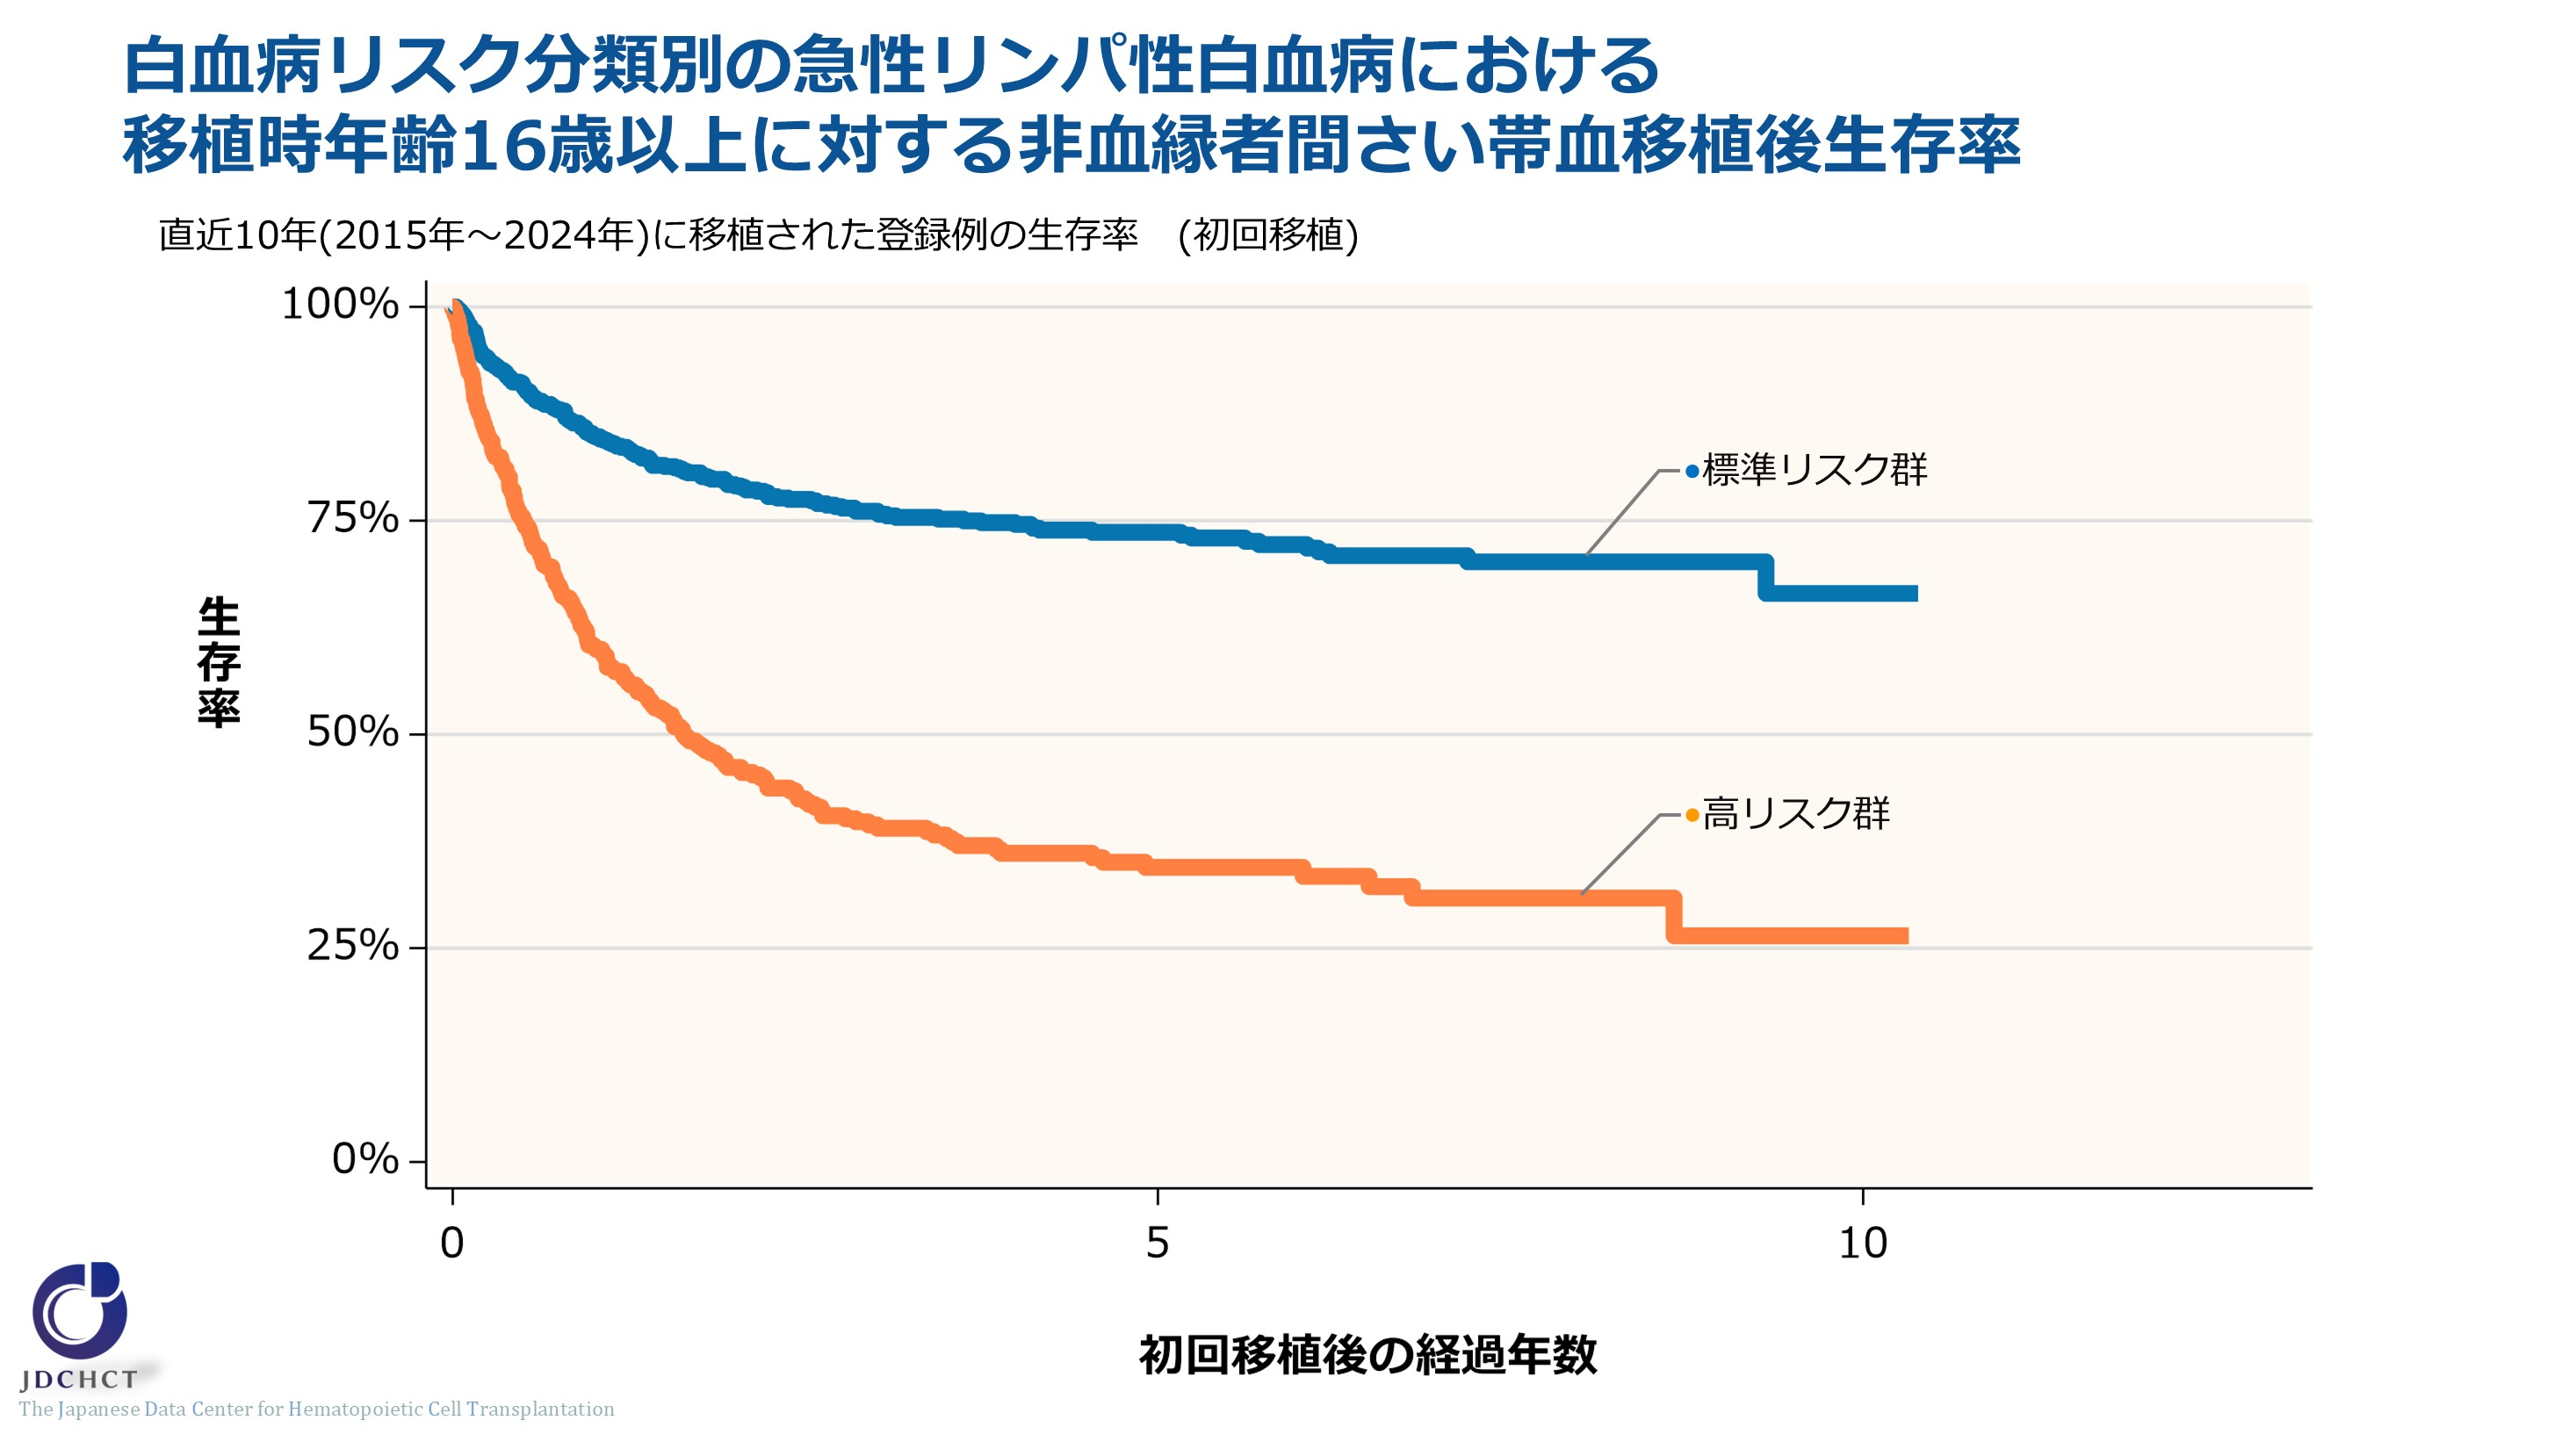 白血病リスク分類別の急性リンパ性白血病における
移植時年齢16歳以上に対する非血縁者間さい帯血移植後生存率
直近10年(2015年～2024年)に移植された登録例の生存率　(初回移植)
100%
75%
50%
25%
0%
生存率
標準リスク群
高リスク群
0
5
10
初回移植後の経過年数
JDCHCT
The Japanese Data Center for Hematopoietic Cell Transplantation